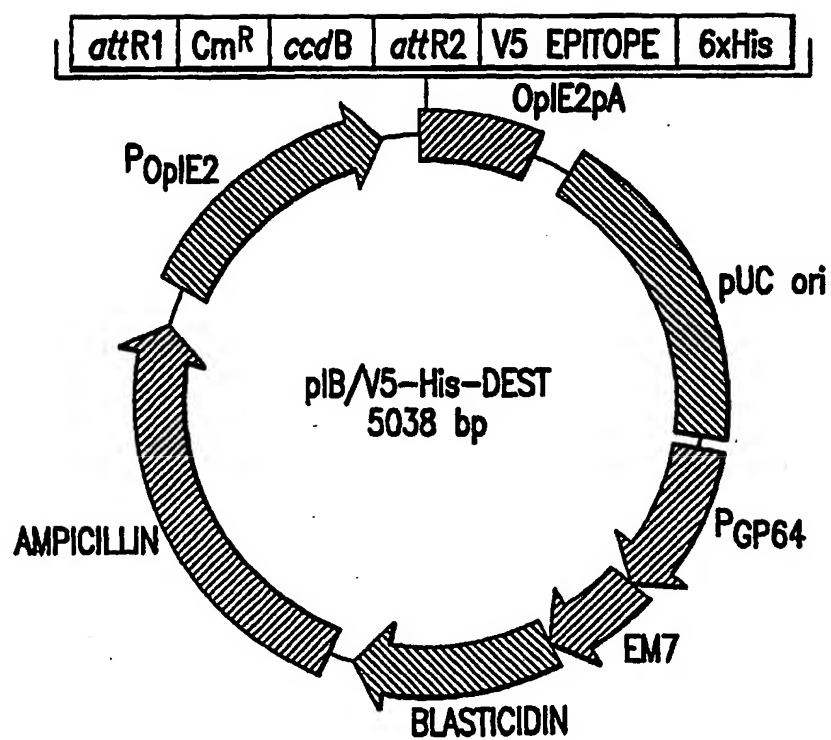 attR1 CmR ccdB attR2 V5 EPITOPE 6xHis
OpIE2pA
POpIE2
pUC ori
pIB/V5-His-DEST
5038 bp
PGP64
AMPICILLIN
EM7
BLASTICIDIN